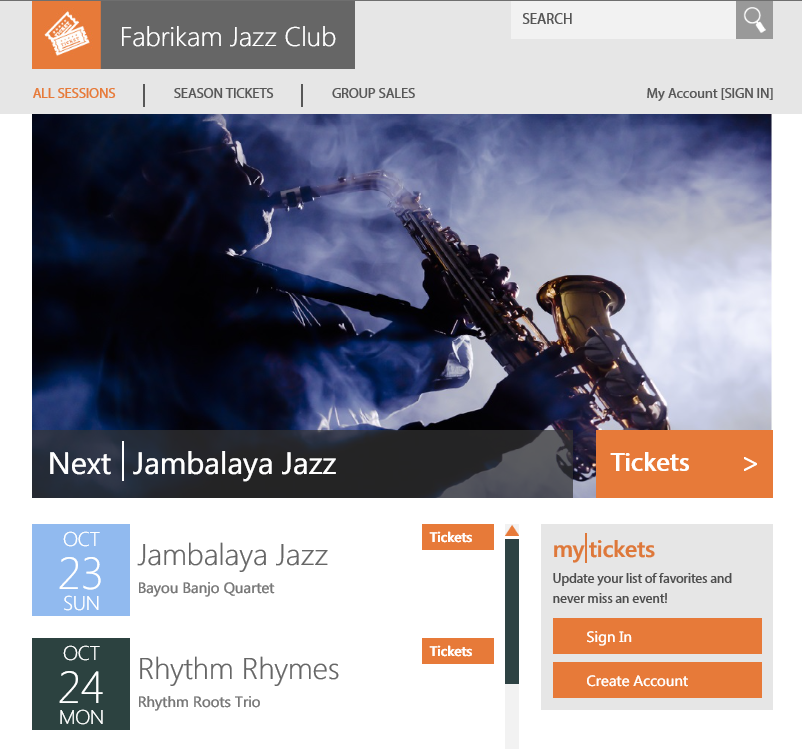 Fabrikam Jazz Club
SEARCH
ALL SESSIONS
SEASON TICKETS
GROUP SALES
My Account [SIGN IN]
Next | Jambalaya Jazz
Tickets >
OCT
23
SUN
Jambalaya Jazz
Bayou Banjo Quartet
Tickets
OCT
24
MON
Rhythm Rhymes
Rhythm Roots Trio
Tickets
my|tickets
Update your list of favorites and
never miss an event!
Sign In
Create Account